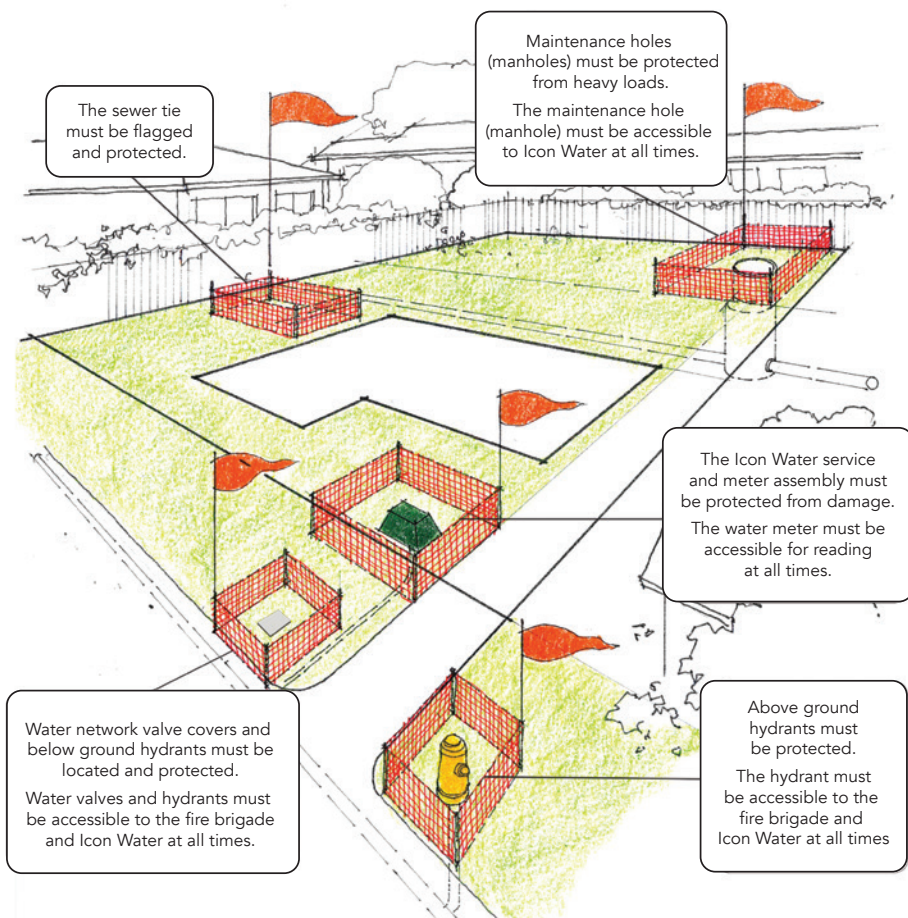 Maintenance holes
(manholes) must be protected
from heavy loads.
The maintenance hole
(manhole) must be accessible
to Icon Water at all times.
The sewer tie
must be flagged
and protected.
The Icon Water service
and meter assembly must
be protected from damage.
The water meter must be
accessible for reading
at all times.
Water network valve covers and
below ground hydrants must be
located and protected.
Water valves and hydrants must
be accessible to the fire brigade
and Icon Water at all times.
Above ground
hydrants must
be protected.
The hydrant must
be accessible to the
fire brigade and
Icon Water at all times